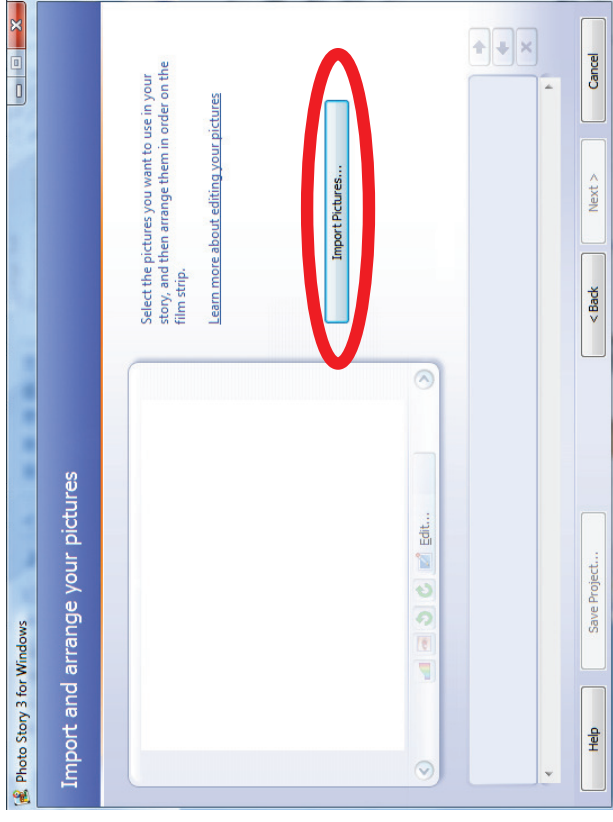 Photo Story 3 for Windows
Import and arrange your pictures
Select the pictures you want to use in your
story, and then arrange them in order on the
film strip.
Learn more about editing your pictures
Import Pictures...
Edit...
Help
Save Project...
< Back
Next >
Cancel